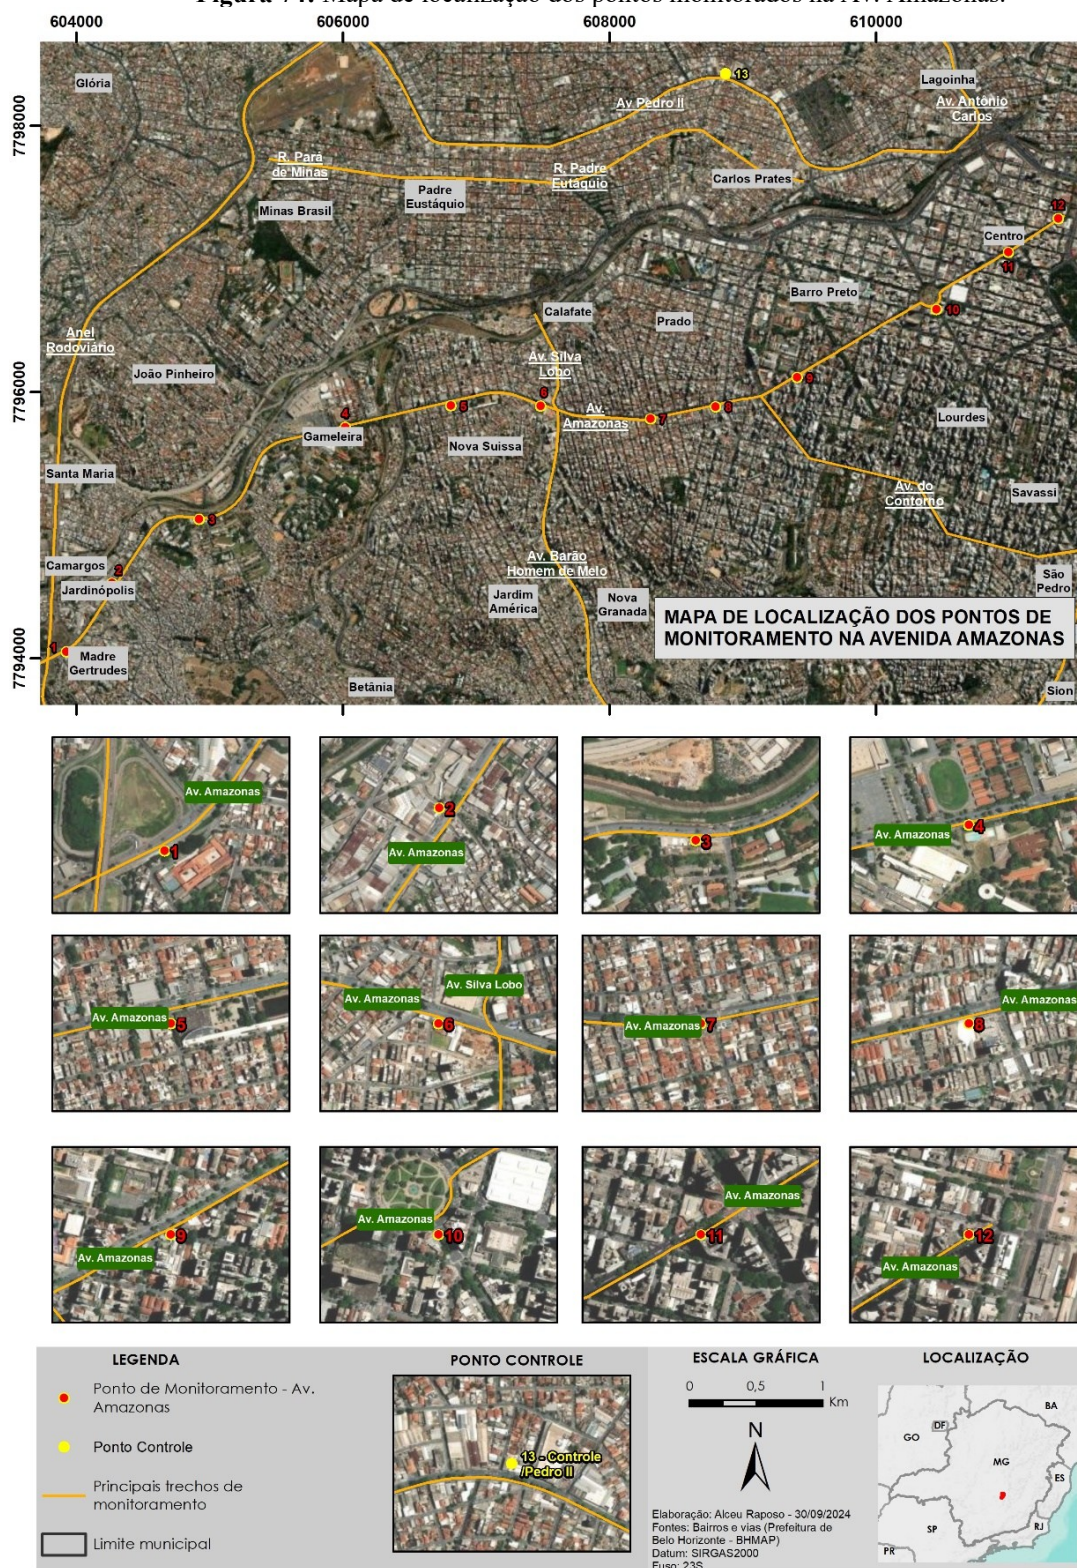 Figura 74: Mapa de localização dos pontos monitorados na Av. Amazonas.
604000
606000
608000
610000
7798000
7796000
7794000
Glória
13
Lagoinha
Av Pedro II
Av. Antônio
Carlos
R. Pará
de Minas
R. Padre
Eutáquio
Carlos Prates
Padre
Eustáquio
Minas Brasil
12
Centro
11
Barro Preto
10
Calafate
Prado
Anel
Rodoviário
Av. Silva
Lobo
João Pinheiro
9
6
5
8
4
Av.
Amazonas
7
Lourdes
Gameleira
Nova Suissa
Santa Maria
Av. do
Contorno
Savassi
3
Camargos
2
Av. Barão
Homem de Melo
Jardinópolis
São
Pedro
Jardim
América
Nova
Granada
MAPA DE LOCALIZAÇÃO DOS PONTOS DE
MONITORAMENTO NA AVENIDA AMAZONAS
1
Madre
Gertrudes
Betânia
Sion
Av. Amazonas
1
2
Av. Amazonas
3
Av. Amazonas
4
Av. Amazonas
5
Av. Amazonas
Av. Silva Lobo
6
Av. Amazonas
7
Av. Amazonas
8
9
Av. Amazonas
Av. Amazonas
10
Av. Amazonas
11
12
Av. Amazonas
LEGENDA
Ponto de Monitoramento - Av.
Amazonas
Ponto Controle
Principais trechos de
monitoramento
Limite municipal
PONTO CONTROLE
13 - Controle
/Pedro II
ESCALA GRÁFICA
0 0,5 1
Km
N
Elaboração: Alceu Raposo - 30/09/2024
Fontes: Bairros e vias (Prefeitura de
Belo Horizonte - BHMAP)
Datum: SIRGAS2000
Fuso: 23S
LOCALIZAÇÃO
BA
DF
GO
MG
ES
SP
RJ
PR